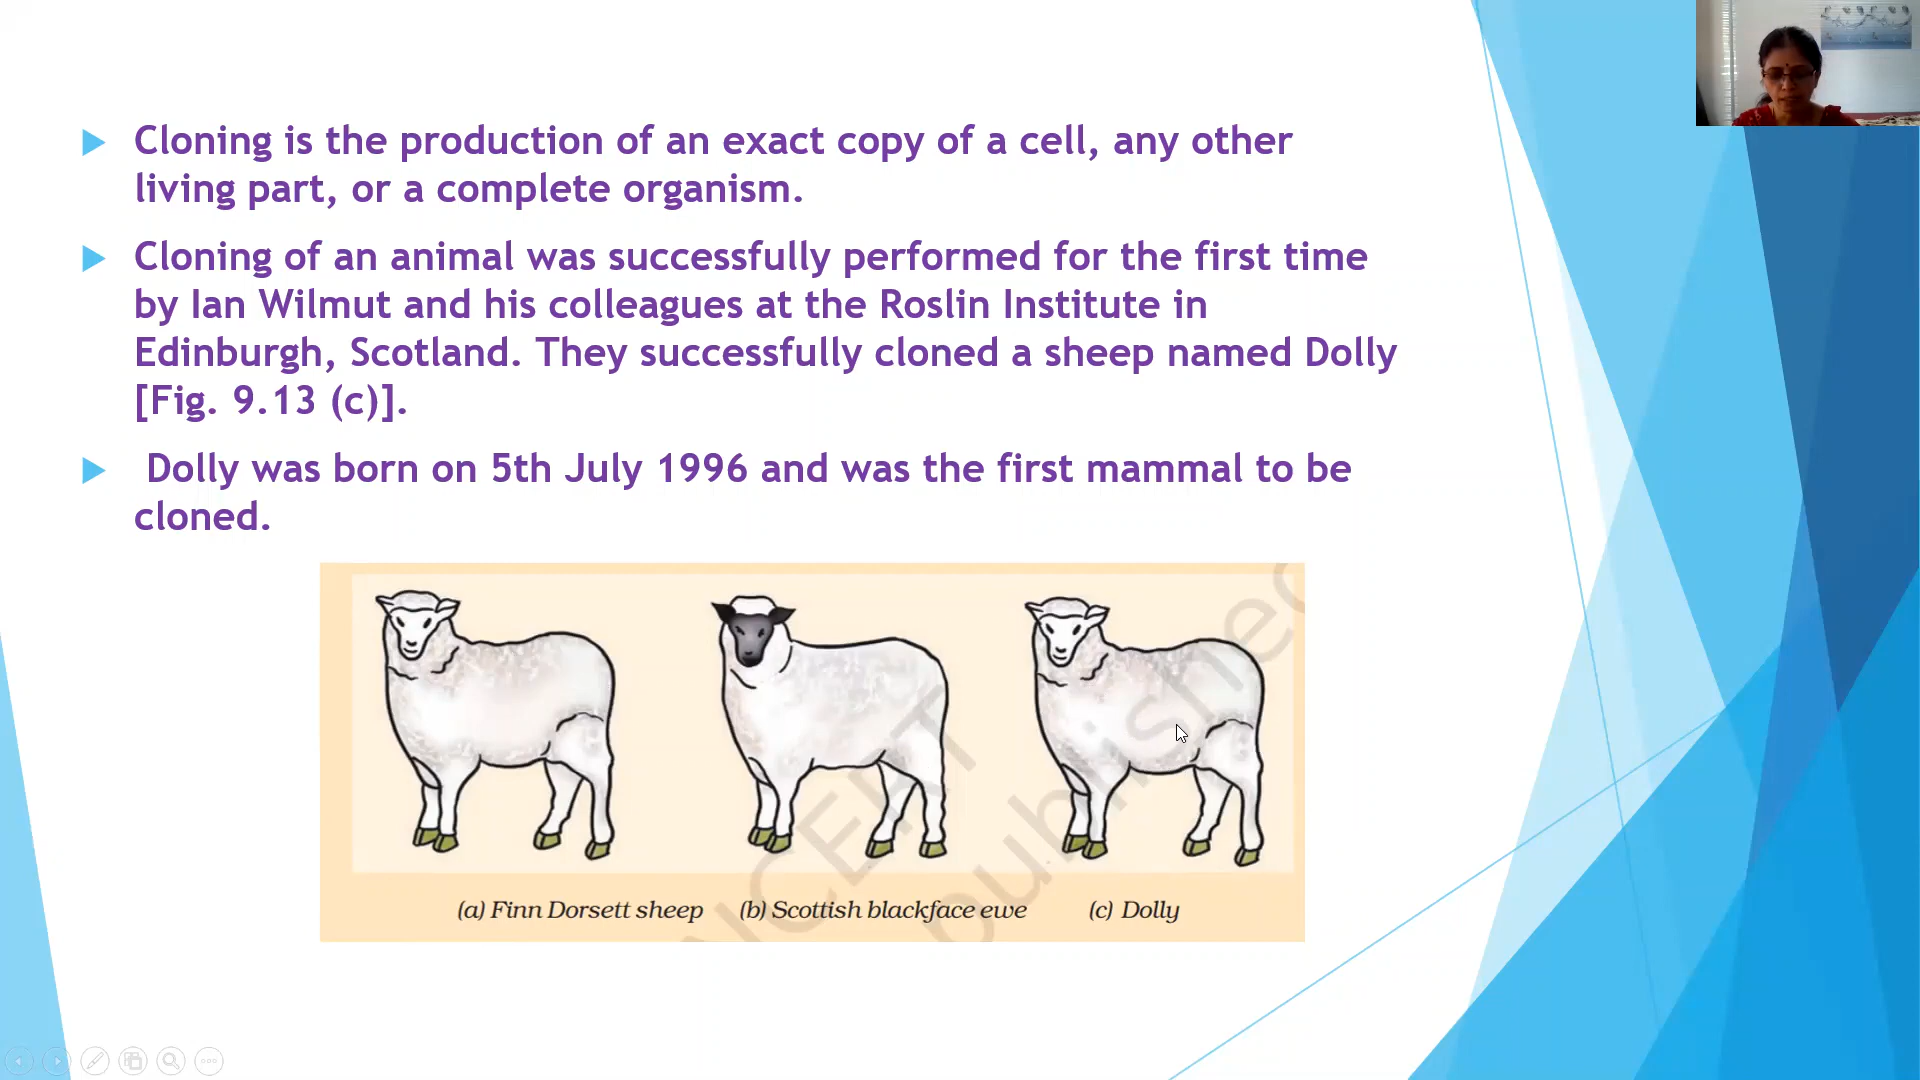 Cloning is the production of an exact copy of a cell, any other
living part, or a complete organism.
Cloning of an animal was successfully performed for the first time
by Ian Wilmut and his colleagues at the Roslin Institute in
Edinburgh, Scotland. They successfully cloned a sheep named Dolly
[Fig. 9.13 (c)].
Dolly was born on 5th July 1996 and was the first mammal to be
cloned.
NCERT
published
(a) Finn Dorsett sheep (b) Scottish blackface ewe (c) Dolly